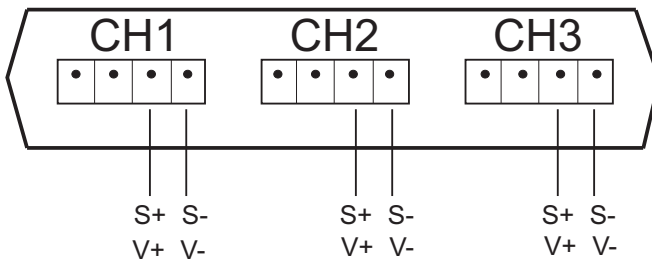 CH1 CH2 CH3
S+ S- S+ S- S+ S-
V+ V- V+ V- V+ V-